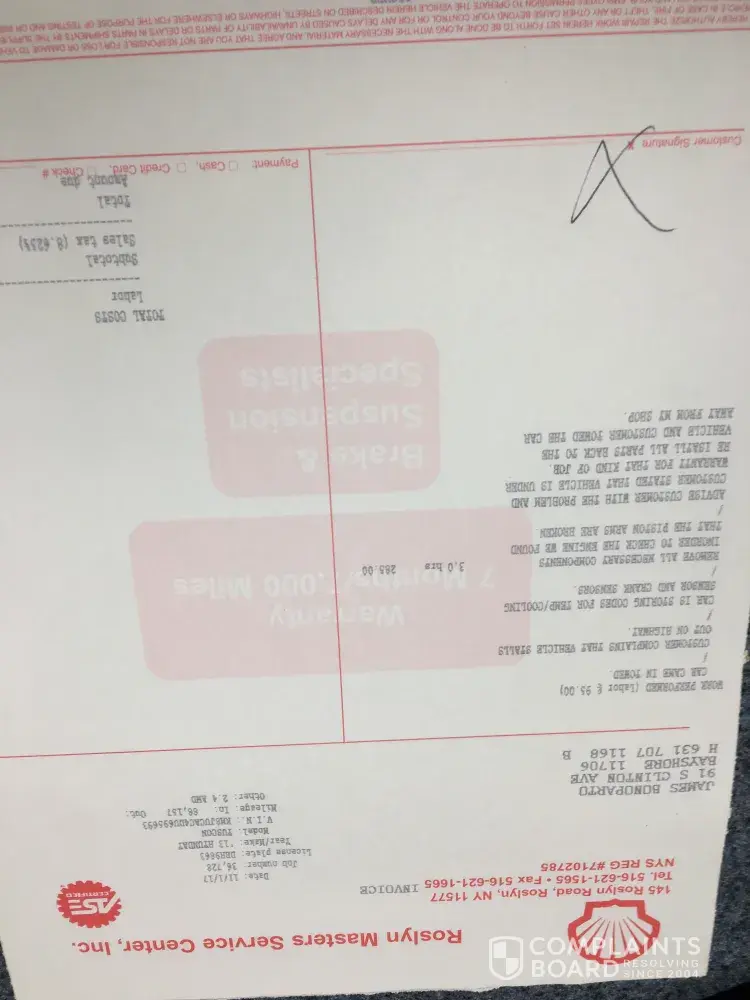 Roslyn Masters Service Center, Inc.
145 Roslyn Road, Roslyn, NY 11577
Tel. 516-621-1565 • Fax 516-621-1665
NYS REG #7102785
INVOICE
ASE
CERTIFIED
Date: 11/1/17
Job number: 36,728
License plate: DRH9863
Year/Make: '13 HYUNDAI
Model: TUSCON
V.I.N.:
Mileage In: 66,157 Out:
Other: 2.4 AWD
JAMES BONOPARTO
91 S CLINTON AVE
BAYSHORE 11706
H 631 707 1168 B
WORK PERFORMED (Labor @ 95.00)
CAR CAME IN TOWED.
/
CUSTOMER COMPLAINS THAT VEHICLE STALLS
OUT ON HIGHWAY.
/
CAR IS STORING CODES FOR TEMP/COOLING
SENSOR AND CRANK SENSORS.
REMOVE ALL NECESSARY COMPONENTS
INORDER TO CHECK THE ENGINE WE FOUND
THAT THE PISTON ARMS ARE BROKEN
3.0 hrs 285.00
/
ADVISE CUSTOMER WITH THE PROBLEM AND
CUSTOMER STATED THAT VEHICLE IS UNDER
WARRANTY FOR THAT KIND OF JOB.
RE ISATLL ALL PARTS BACK TO THE
VEHICLE AND CUSTOMER TOWED THE CAR
AWAY FROM MY SHOP.
Warranty
7 Months/7,000 Miles
Brake &
Suspension
Specialists
TOTAL COSTS
Labor
Subtotal
Sales tax (8.625%)
Total
Amount due
Payment: Cash, Credit Card, Check #
Customer Signature X
COMPLAINTS
BOARD
RESOLVING
SINCE 2004